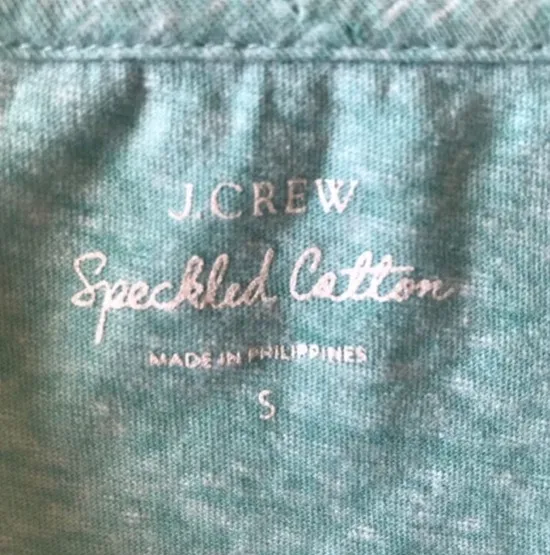 J.CREW
Speckled Cotton
MADE IN PHILIPPINES
S